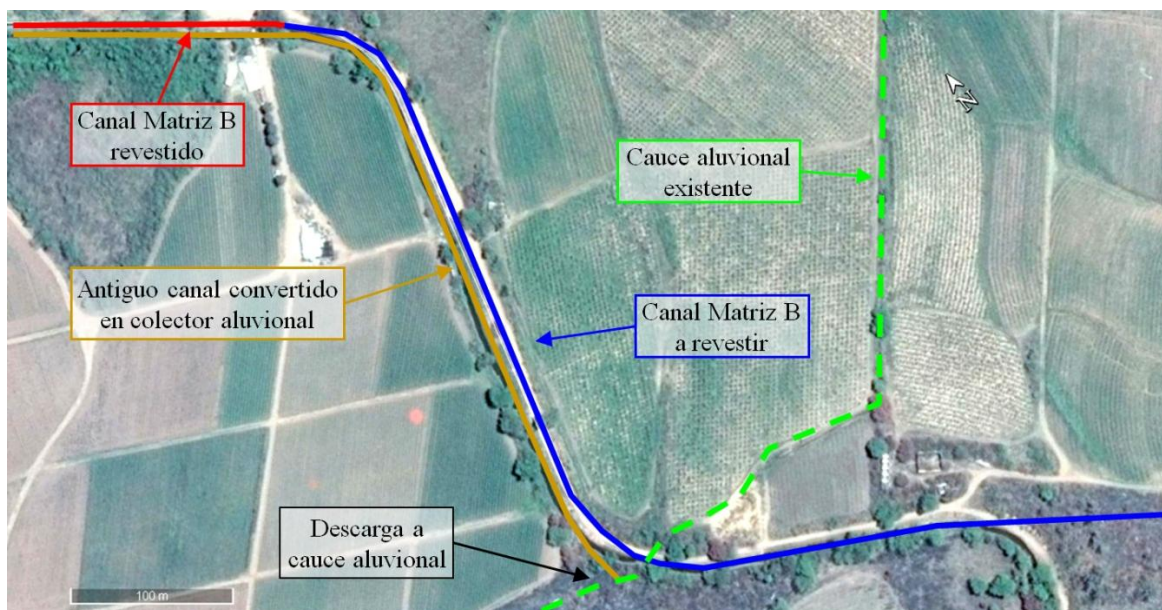 Canal Matriz B
revestido
Cauce aluvional
existente
N
Antiguo canal convertido
en colector aluvional
Canal Matriz B
a revestir
Descarga a
cauce aluvional
100 m